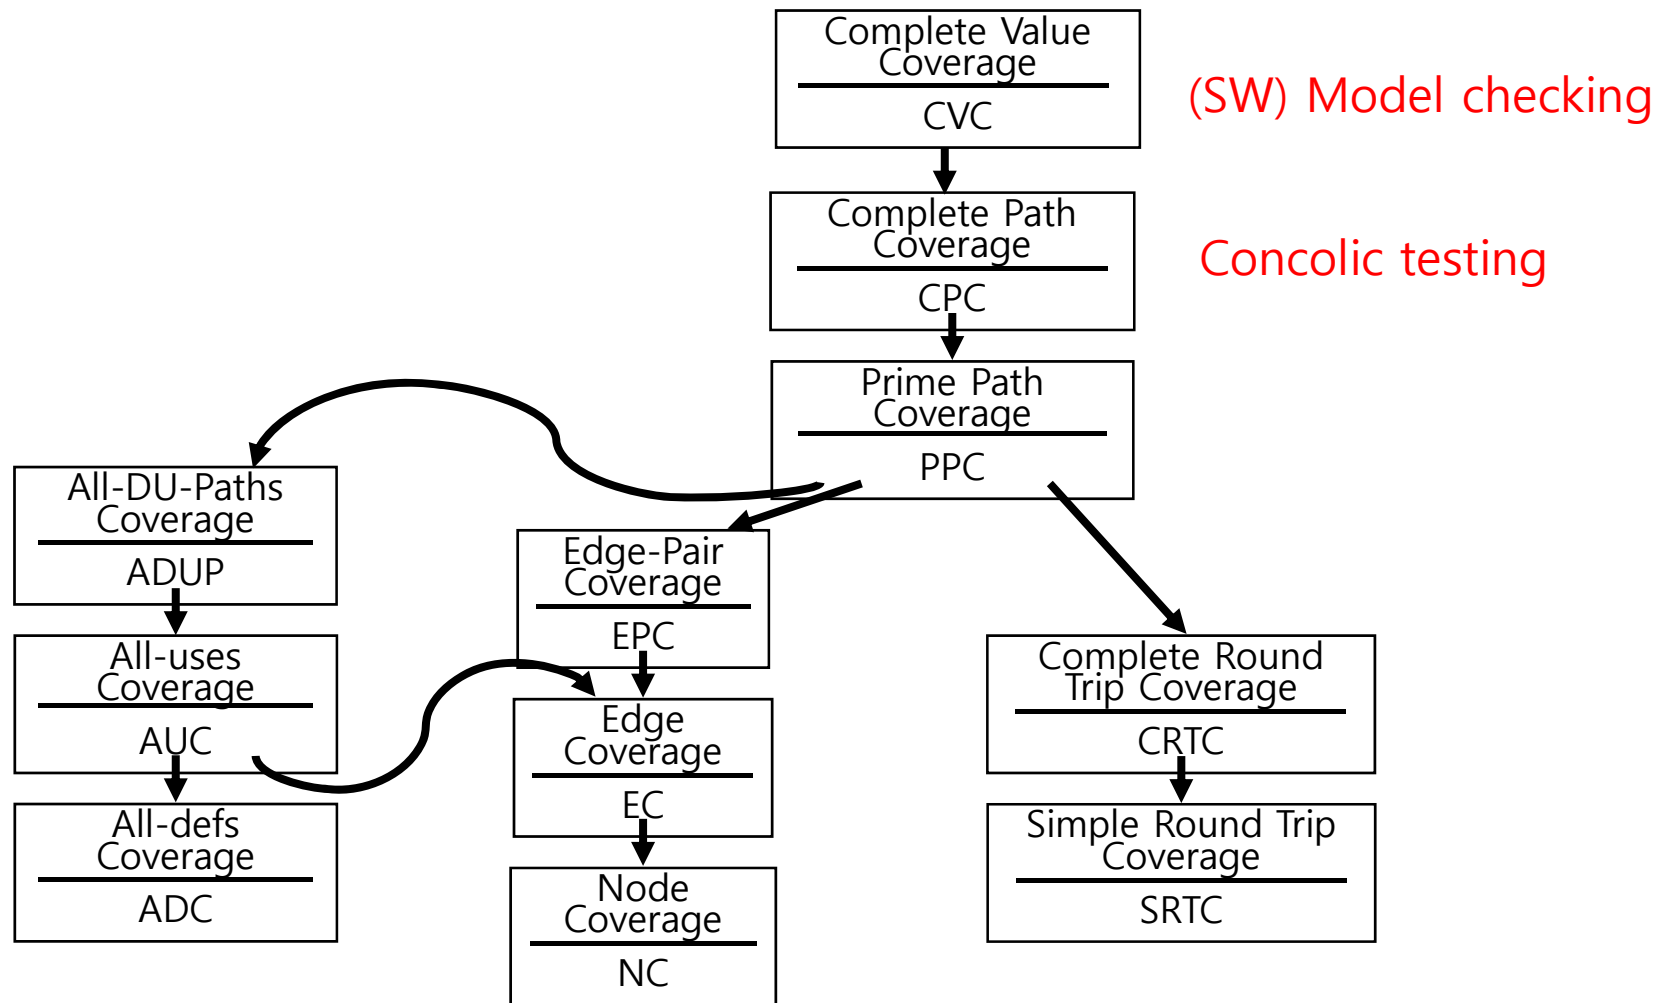 Complete Value
Coverage
CVC
(SW) Model checking
Complete Path
Coverage
CPC
Concolic testing
Prime Path
Coverage
PPC
All-DU-Paths
Coverage
ADUP
Edge-Pair
Coverage
EPC
All-uses
Coverage
AUC
Complete Round
Trip Coverage
CRTC
Edge
Coverage
EC
All-defs
Coverage
ADC
Simple Round Trip
Coverage
SRTC
Node
Coverage
NC